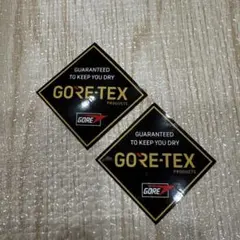 GUARANTEED
TO KEEP YOU DRY
GORE-TEX
PRODUCTS
GORE
GUARANTEED
TO KEEP YOU DRY
GORE-TEX
PRODUCTS
GORE